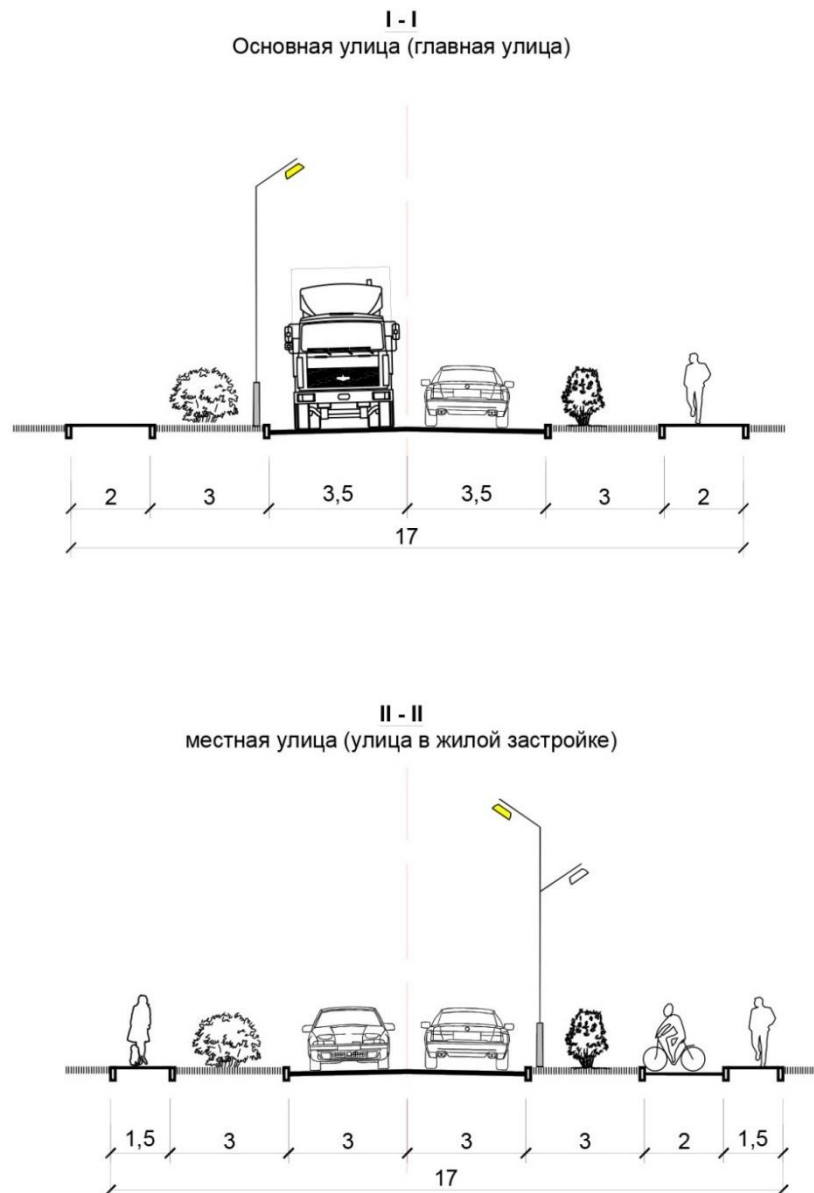 I - I
Основная улица (главная улица)
2 3 3,5 3,5 3 2
17
II - II
местная улица (улица в жилой застройке)
1,5 3 3 3 3 2 1,5
17